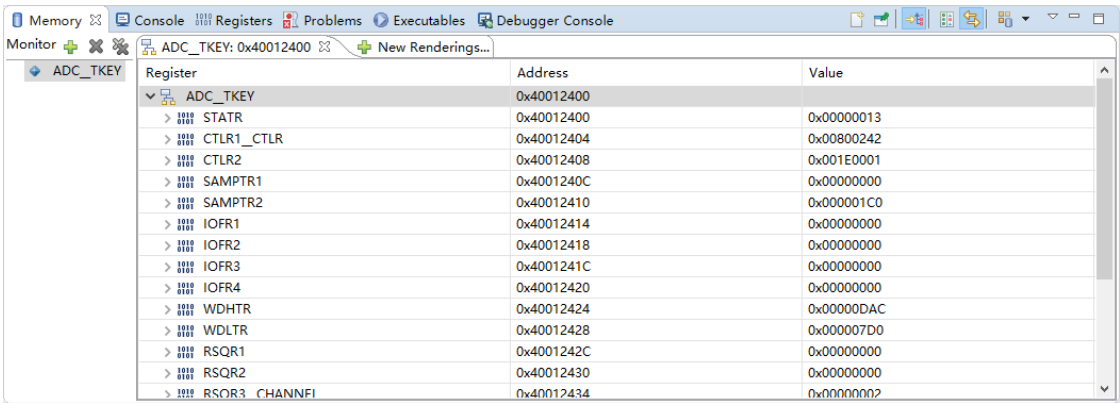 Memory Console Registers Problems Executables Debugger Console
Monitor ADC_TKEY: 0x40012400 New Renderings...
ADC_TKEY
Register Address Value
ADC_TKEY 0x40012400
STATR 0x40012400 0x00000013
CTLR1_CTLR 0x40012404 0x00800242
CTLR2 0x40012408 0x001E0001
SAMPTR1 0x4001240C 0x00000000
SAMPTR2 0x40012410 0x000001C0
IOFR1 0x40012414 0x00000000
IOFR2 0x40012418 0x00000000
IOFR3 0x4001241C 0x00000000
IOFR4 0x40012420 0x00000000
WDHTR 0x40012424 0x00000DAC
WDLTR 0x40012428 0x000007D0
RSQR1 0x4001242C 0x00000000
RSQR2 0x40012430 0x00000000
RSQR3_CHANNEL 0x40012434 0x00000002